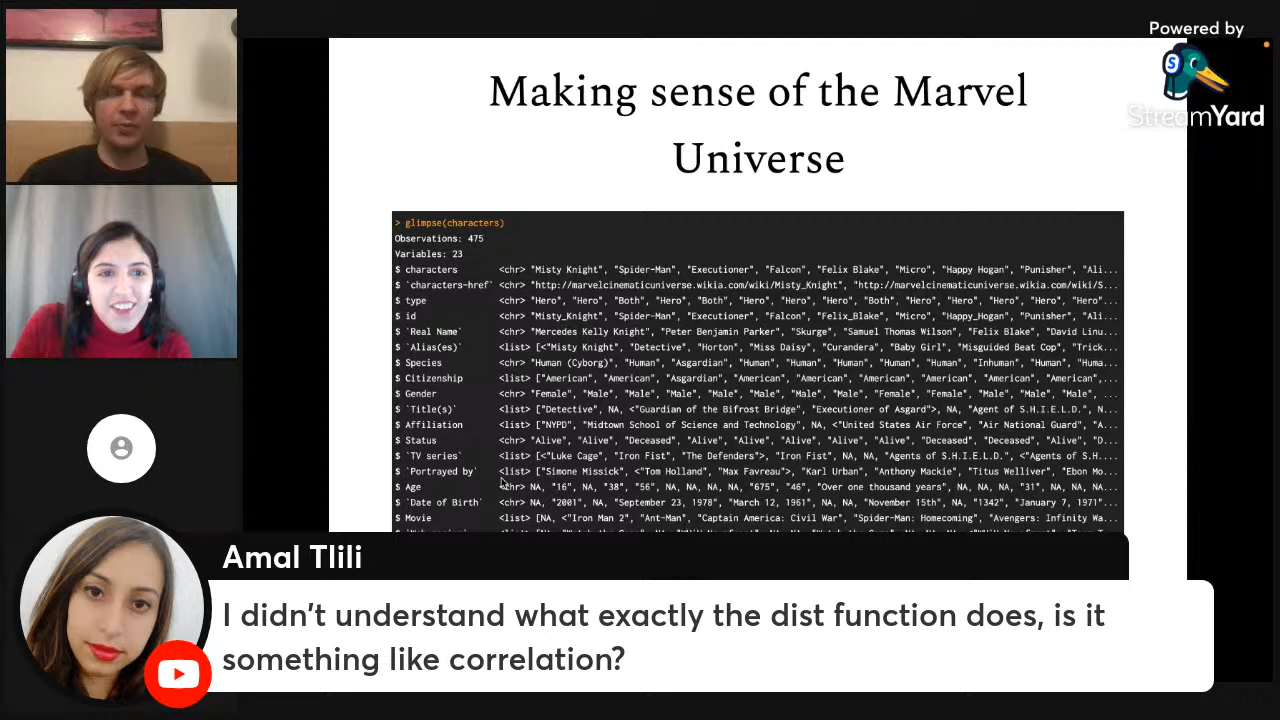 Powered by
StreamYard
Making sense of the Marvel
Universe
> glimpse(characters)
Observations: 475
Variables: 23
$ characters <chr> "Misty Knight", "Spider-Man", "Executioner", "Falcon", "Felix Blake", "Micro", "Happy Hogan", "Punisher", "Ali...
$ `characters-href` <chr> "http://marvelcinematicuniverse.wikia.com/wiki/Misty_Knight", "http://marvelcinematicuniverse.wikia.com/wiki/S...
$ type <chr> "Hero", "Hero", "Both", "Hero", "Both", "Hero", "Hero", "Both", "Hero", "Hero", "Hero", "Hero", "Hero"...
$ id <chr> "Misty_Knight", "Spider-Man", "Executioner", "Falcon", "Felix_Blake", "Micro", "Happy_Hogan", "Punisher", "Ali...
$ `Real Name` <chr> "Mercedes Kelly Knight", "Peter Benjamin Parker", "Skurge", "Samuel Thomas Wilson", "Felix Blake", "David Linu...
$ `Alias(es)` <list> [<"Misty Knight", "Detective", "Horton", "Miss Daisy", "Curandera", "Baby Girl", "Misguided Beat Cop", "Trick...
$ Species <chr> "Human (Cyborg)", "Human", "Asgardian", "Human", "Human", "Human", "Human", "Human", "Inhuman", "Human", "Huma...
$ Citizenship <list> ["American", "American", "Asgardian", "American", "American", "American", "American", "American", "American",...
$ Gender <chr> "Female", "Male", "Male", "Male", "Male", "Male", "Male", "Male", "Female", "Female", "Male", "Male", "Male", ...
$ `Title(s)` <list> ["Detective", NA, <"Guardian of the Bifrost Bridge", "Executioner of Asgard">, NA, "Agent of S.H.I.E.L.D.", N...
$ Affiliation <list> ["NYPD", "Midtown School of Science and Technology", NA, <"United States Air Force", "Air National Guard", "A...
$ Status <chr> "Alive", "Alive", "Deceased", "Alive", "Alive", "Alive", "Alive", "Alive", "Deceased", "Deceased", "Alive", "D...
$ `TV series` <list> [<"Luke Cage", "Iron Fist", "The Defenders">, "Iron Fist", NA, NA, "Agents of S.H.I.E.L.D.", <"Agents of S.H....
$ `Portrayed by` <list> ["Simone Missick", <"Tom Holland", "Max Favreau">, "Karl Urban", "Anthony Mackie", "Titus Welliver", "Ebon Mo...
$ Age <chr> NA, "16", NA, "38", "56", NA, NA, NA, NA, "675", "46", "Over one thousand years", NA, NA, "31", NA, NA, NA, N...
$ `Date of Birth` <chr> NA, "2001", NA, "September 23, 1978", "March 12, 1961", NA, NA, "November 15th", NA, "1342", "January 7, 1971"...
$ Movie <list> [NA, <"Iron Man 2", "Ant-Man", "Captain America: Civil War", "Spider-Man: Homecoming", "Avengers: Infinity Wa...
Amal Tlili
I didn't understand what exactly the dist function does, is it
something like correlation?